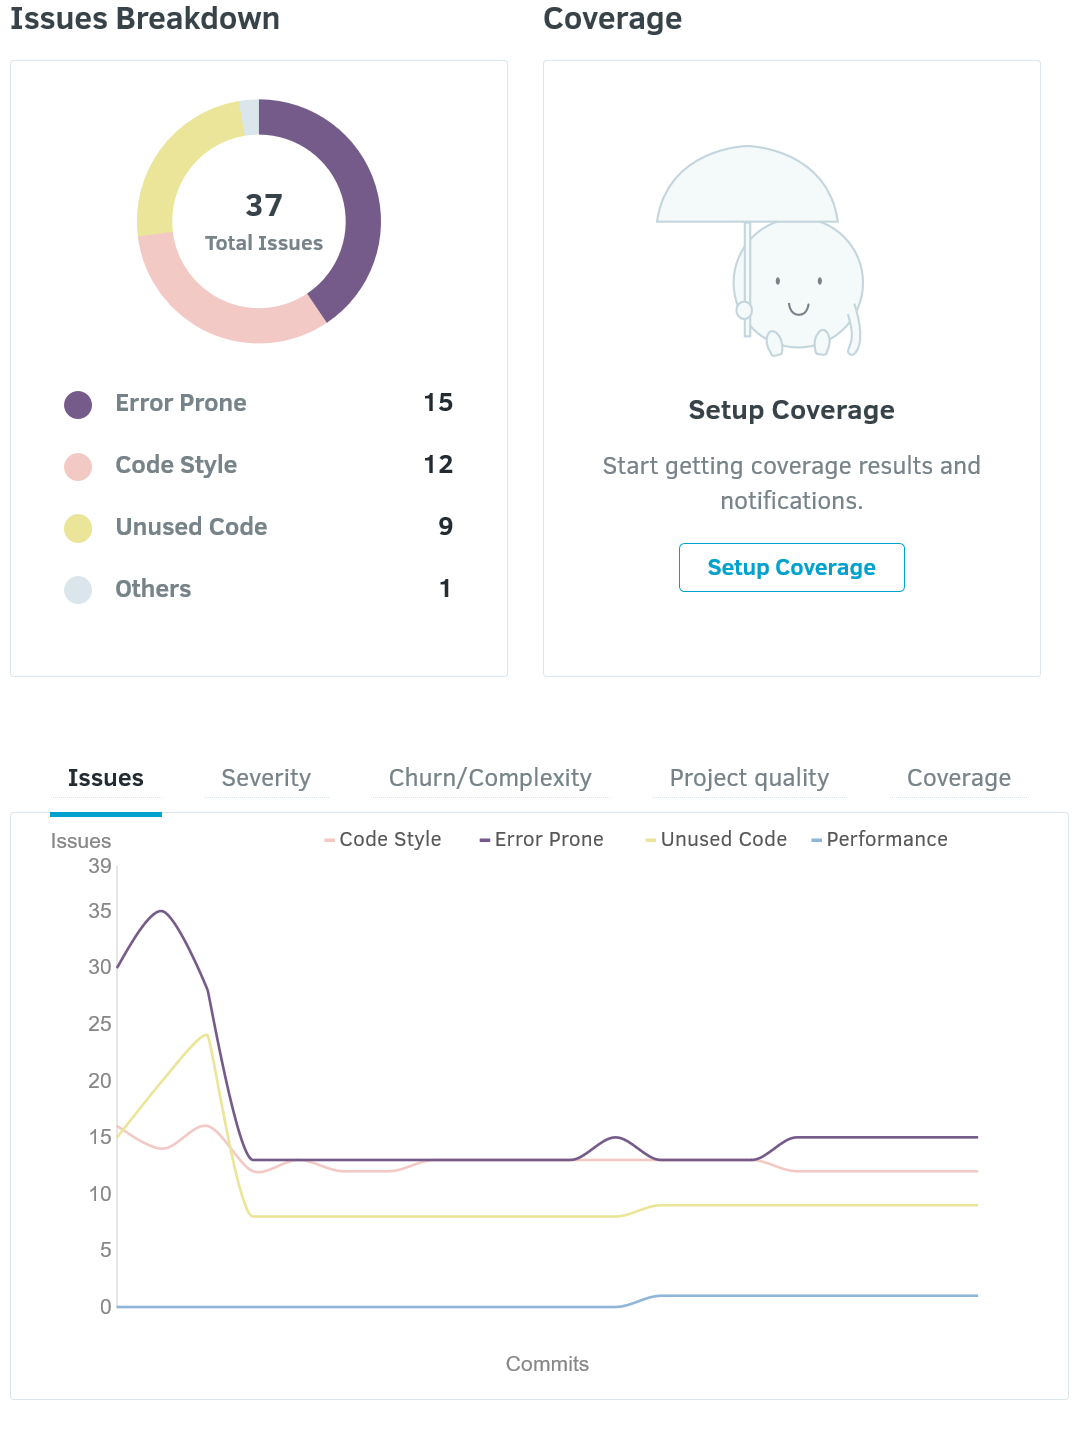 Issues Breakdown
Coverage
37
Total Issues
Error Prone 15
Code Style 12
Unused Code 9
Others 1
Setup Coverage
Start getting coverage results and
notifications.
Setup Coverage
Issues Severity Churn/Complexity Project quality Coverage
Issues
Code Style Error Prone Unused Code Performance
39
35
30
25
20
15
10
5
0
Commits